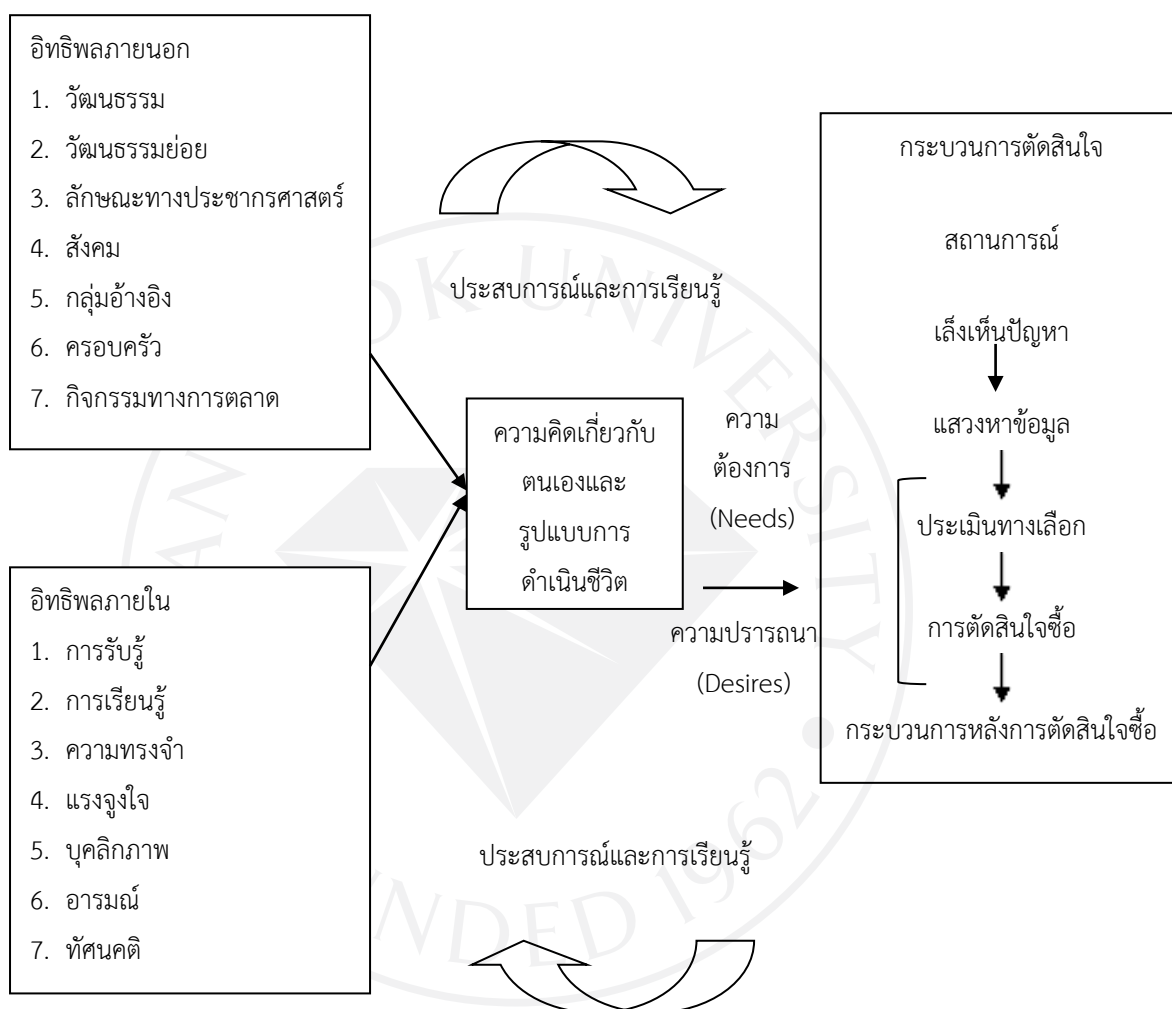 อิทธิพลภายนอก
1. วัฒนธรรม
2. วัฒนธรรมย่อย
3. ลักษณะทางประชากรศาสตร์
4. สังคม
5. กลุ่มอ้างอิง
6. ครอบครัว
7. กิจกรรมทางการตลาด
อิทธิพลภายใน
1. การรับรู้
2. การเรียนรู้
3. ความทรงจำ
4. แรงจูงใจ
5. บุคลิกภาพ
6. อารมณ์
7. ทัศนคติ
ประสบการณ์และการเรียนรู้
ความคิดเกี่ยวกับ
ตนเองและ
รูปแบบการ
ดำเนินชีวิต
ความ
ต้องการ
(Needs)
ความปรารถนา
(Desires)
ประสบการณ์และการเรียนรู้
กระบวนการตัดสินใจ
สถานการณ์
เล็งเห็นปัญหา
แสวงหาข้อมูล
ประเมินทางเลือก
การตัดสินใจซื้อ
กระบวนการหลังการตัดสินใจซื้อ
OK UNIVERSITY
NDED 1962